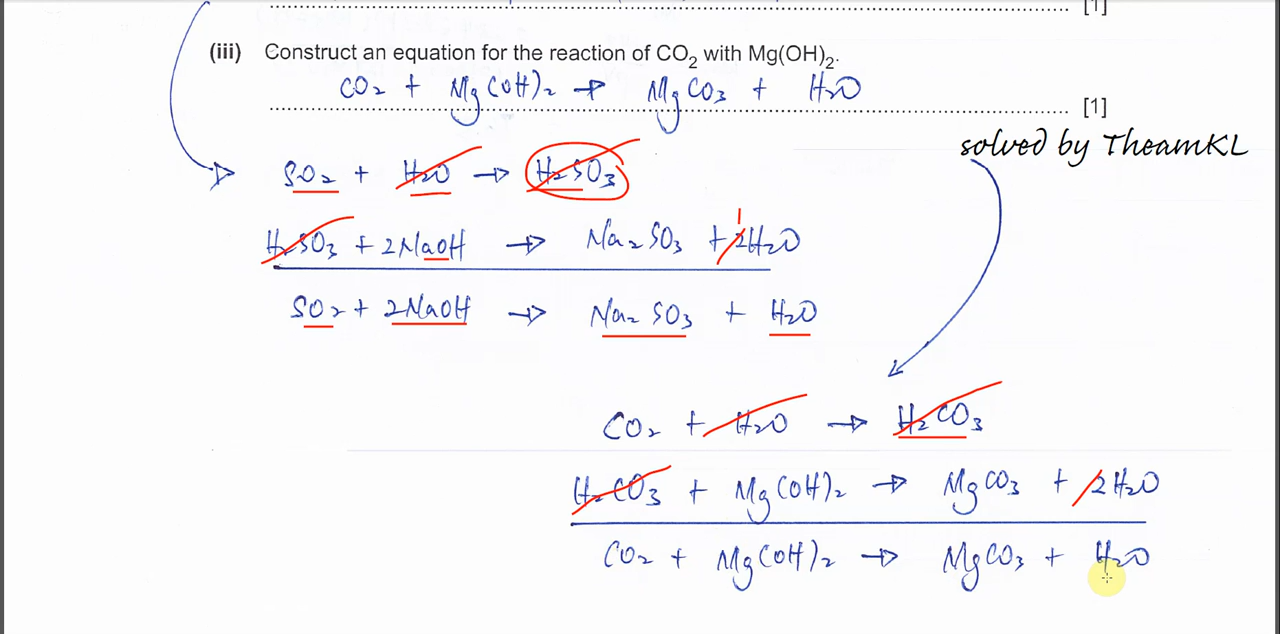 [1]
(iii) Construct an equation for the reaction of CO₂ with Mg(OH)₂.
CO₂ + Mg(OH)₂ → MgCO₃ + H₂O
[1]
solved by TheamKL
SO₂ + H₂O → H₂SO₃
H₂SO₃ + 2NaOH → Na₂SO₃ + 2H₂O
1
SO₂ + 2NaOH → Na₂SO₃ + H₂O
CO₂ + H₂O → H₂CO₃
H₂CO₃ + Mg(OH)₂ → MgCO₃ + 2H₂O
CO₂ + Mg(OH)₂ → MgCO₃ + H₂O